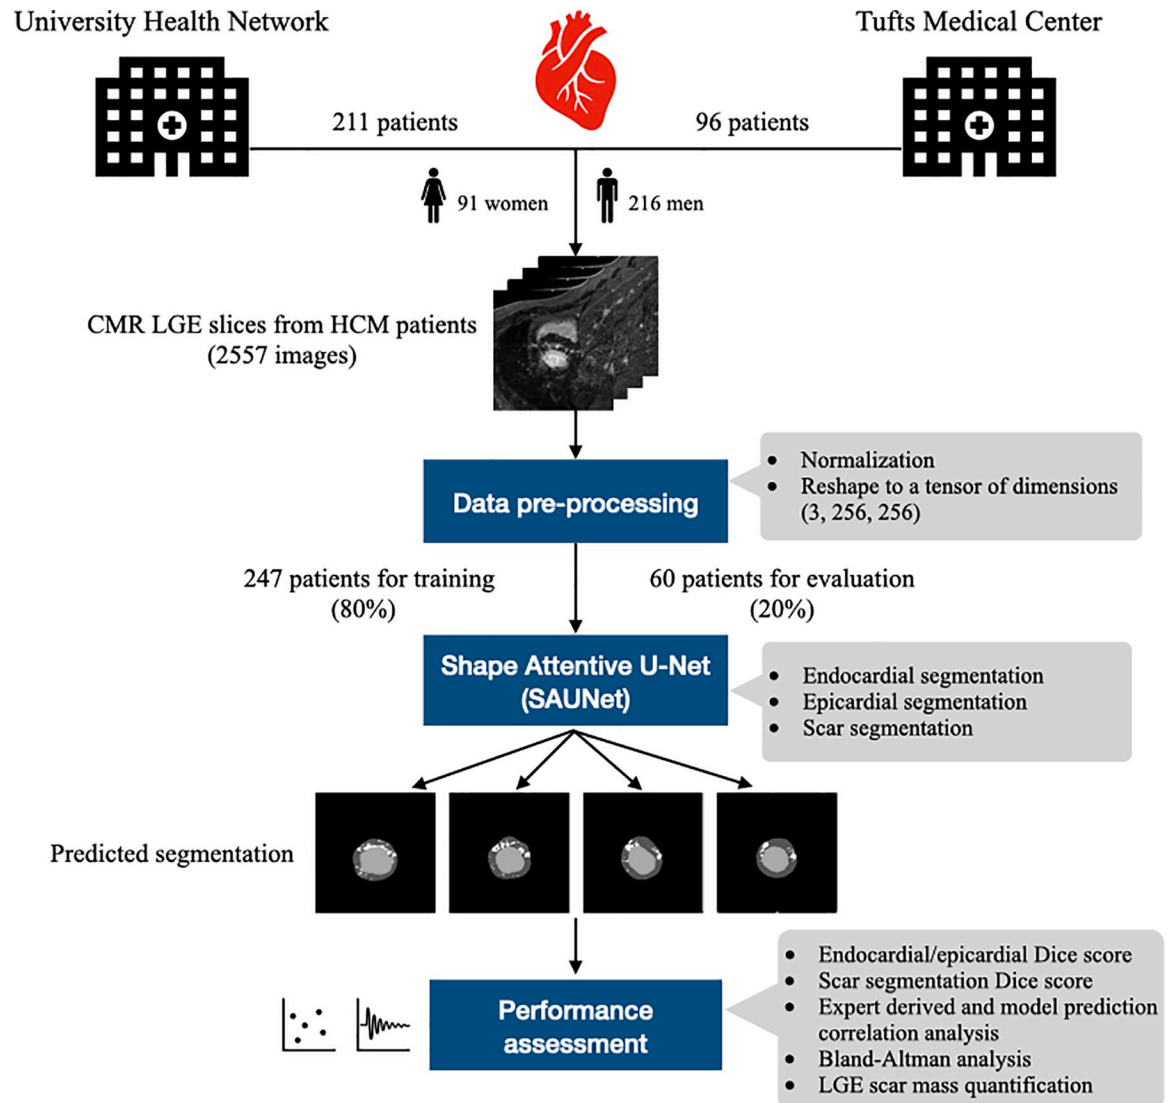 University Health Network
Tufts Medical Center
211 patients
96 patients
91 women
216 men
CMR LGE slices from HCM patients
(2557 images)
Data pre-processing
• Normalization
• Reshape to a tensor of dimensions
(3, 256, 256)
247 patients for training
(80%)
60 patients for evaluation
(20%)
Shape Attentive U-Net
(SAUNet)
• Endocardial segmentation
• Epicardial segmentation
• Scar segmentation
Predicted segmentation
Performance
assessment
• Endocardial/epicardial Dice score
• Scar segmentation Dice score
• Expert derived and model prediction
correlation analysis
• Bland-Altman analysis
• LGE scar mass quantification